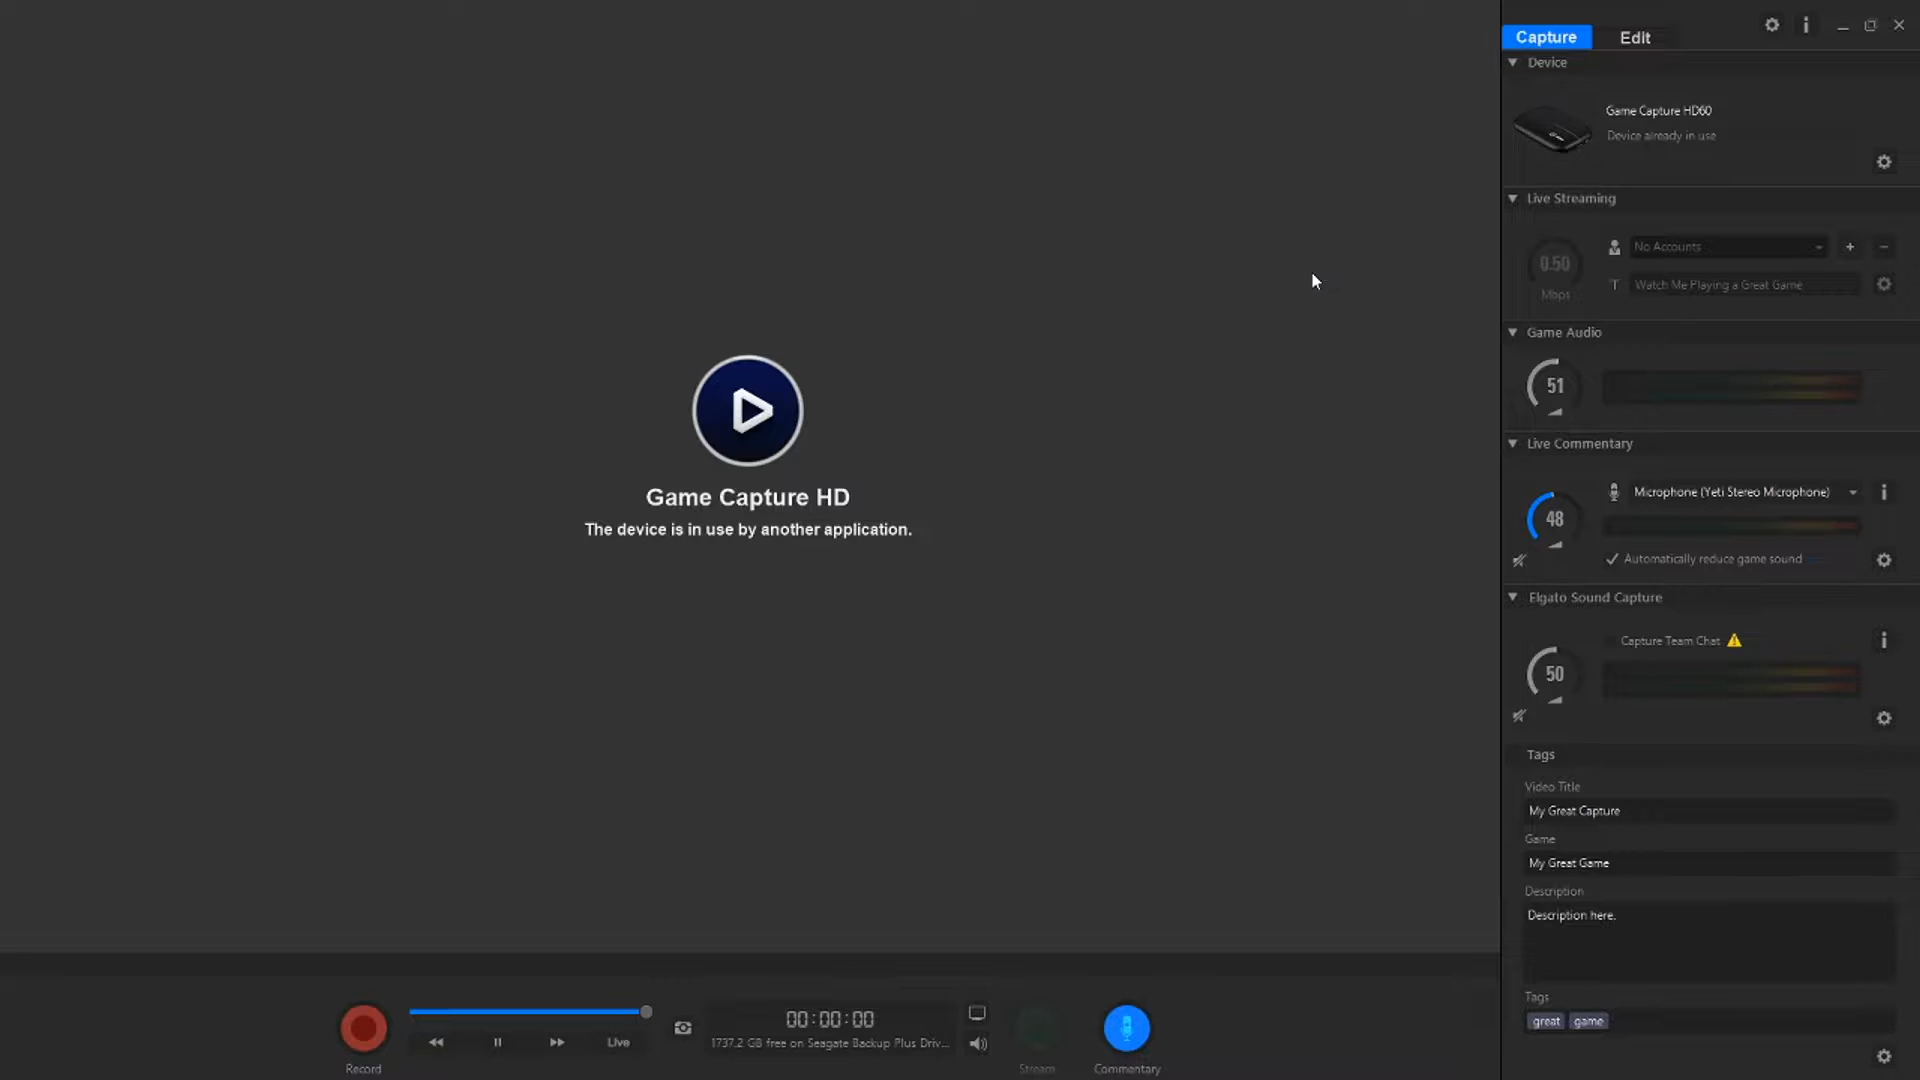 Capture
Edit
Device
Game Capture HD60
Device already in use
Live Streaming
0.50
Mbps
No Accounts
T
Watch Me Playing a Great Game
Game Audio
51
Live Commentary
48
Microphone (Yeti Stereo Microphone)
Automatically reduce game sound
Elgato Sound Capture
50
Capture Team Chat
Tags
Video Title
My Great Capture
Game
My Great Game
Description
Description here.
Tags
great game
Game Capture HD
The device is in use by another application.
Record
Live
00:00:00
1737.2 GB free on Seagate Backup Plus Driv...
Stream
Commentary